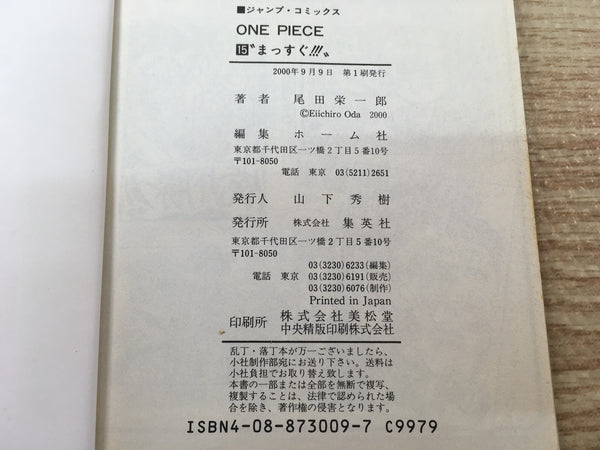 ■ジャンプ・コミックス
ONE PIECE
15〝まっすぐ!!!〟
2000年9月9日 第1刷発行
著者 尾田栄一郎
©Eiichiro Oda 2000
編集 ホーム社
東京都千代田区一ツ橋2丁目5番10号
〒101-8050
電話 東京 03(5211)2651
発行人 山下秀樹
発行所 株式会社 集英社
東京都千代田区一ツ橋2丁目5番10号
〒101-8050
03(3230)6233(編集)
電話 東京 03(3230)6191(販売)
03(3230)6076(制作)
Printed in Japan
印刷所 株式会社美松堂
中央精版印刷株式会社
乱丁・落丁本が万一ございましたら、
小社制作部宛にお送り下さい。送料は
小社負担でお取り替え致します。
本書の一部または全部を無断で複写、
複製することは、法律で認められた場
合を除き、著作権の侵害となります。
ISBN4-08-873009-7 C9979